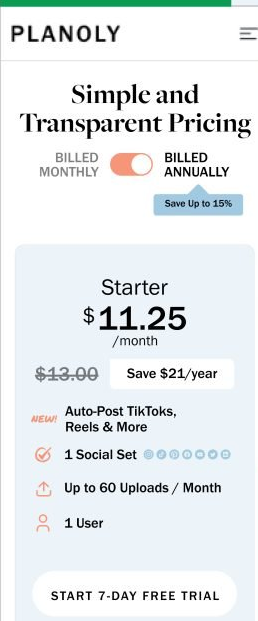 PLANOLY
Simple and
Transparent Pricing
BILLED
MONTHLY
BILLED
ANNUALLY
Save Up to 15%
Starter
$11.25
/month
$13.00
Save $21/year
NEW!
Auto-Post TikToks,
Reels & More
1 Social Set
Up to 60 Uploads / Month
1 User
START 7-DAY FREE TRIAL